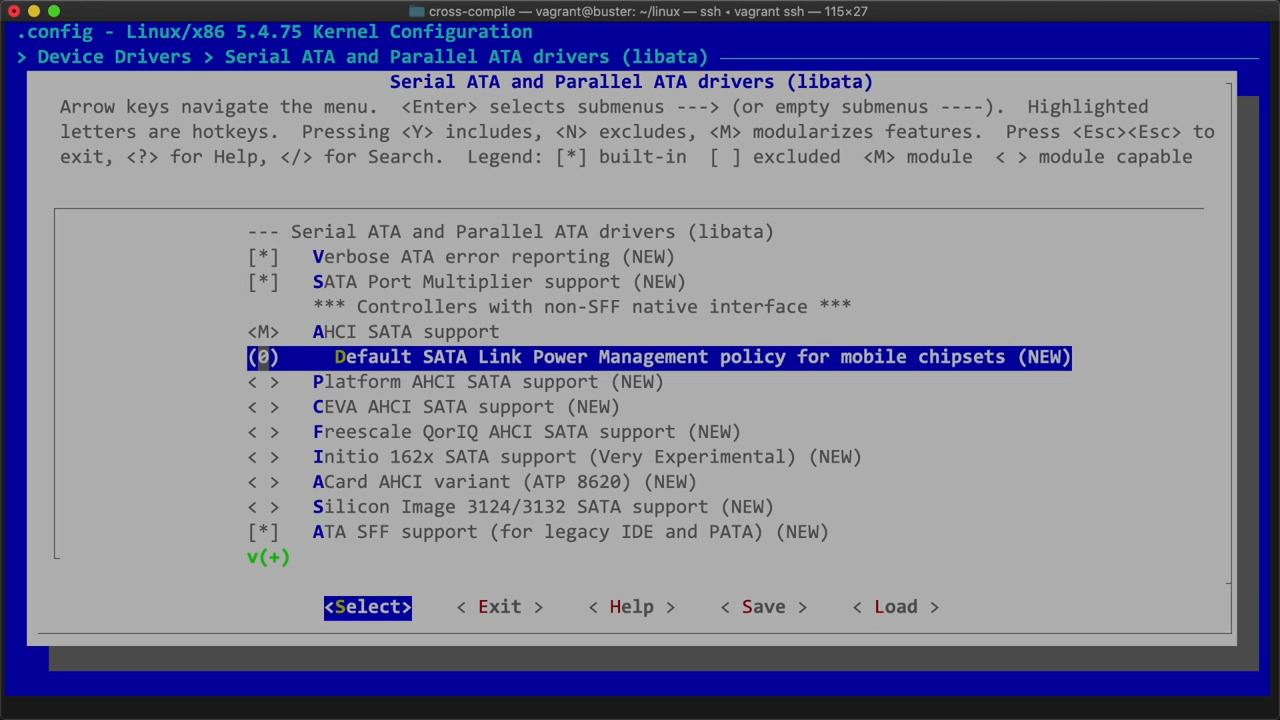 cross-compile — vagrant@buster: ~/linux — ssh ◂ vagrant ssh — 115×27
.config - Linux/x86 5.4.75 Kernel Configuration
> Device Drivers > Serial ATA and Parallel ATA drivers (libata)
Serial ATA and Parallel ATA drivers (libata)
Arrow keys navigate the menu.  <Enter> selects submenus ---> (or empty submenus ----).  Highlighted
letters are hotkeys.  Pressing <Y> includes, <N> excludes, <M> modularizes features.  Press <Esc><Esc> to
exit, <?> for Help, </> for Search.  Legend: [*] built-in  [ ] excluded  <M> module  < > module capable
--- Serial ATA and Parallel ATA drivers (libata)
[*]   Verbose ATA error reporting (NEW)
[*]   SATA Port Multiplier support (NEW)
*** Controllers with non-SFF native interface ***
<M>   AHCI SATA support
(0)     Default SATA Link Power Management policy for mobile chipsets (NEW)
< >   Platform AHCI SATA support (NEW)
< >   CEVA AHCI SATA support (NEW)
< >   Freescale QorIQ AHCI SATA support (NEW)
< >   Initio 162x SATA support (Very Experimental) (NEW)
< >   ACard AHCI variant (ATP 8620) (NEW)
< >   Silicon Image 3124/3132 SATA support (NEW)
[*]   ATA SFF support (for legacy IDE and PATA) (NEW)
v(+)
<Select>    < Exit >    < Help >    < Save >    < Load >